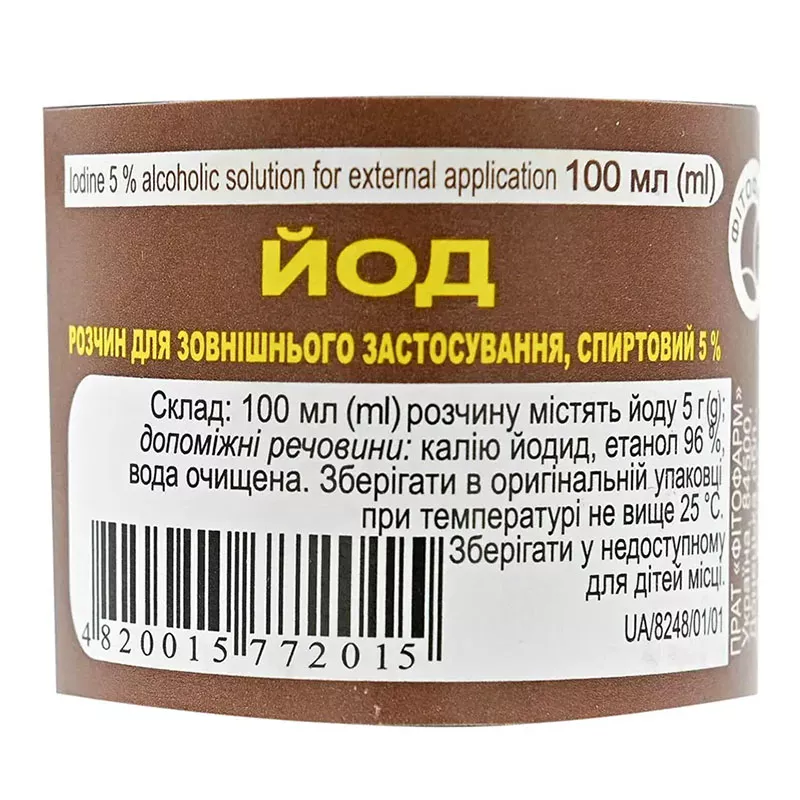 Iodine 5 % alcoholic solution for external application 100 мл (ml)
ЙОД
РОЗЧИН ДЛЯ ЗОВНІШНЬОГО ЗАСТОСУВАННЯ, СПИРТОВИЙ 5 %
Склад: 100 мл (ml) розчину містять йоду 5 г (g);
допоміжні речовини: калію йодид, етанол 96 %,
вода очищена. Зберігати в оригінальній упаковці
при температурі не вище 25 °C.
Зберігати у недоступному
для дітей місці.
UA/8248/01/01
4 820015 772015
ПРАТ «ФІТОФАРМ»
Україна, 84500,